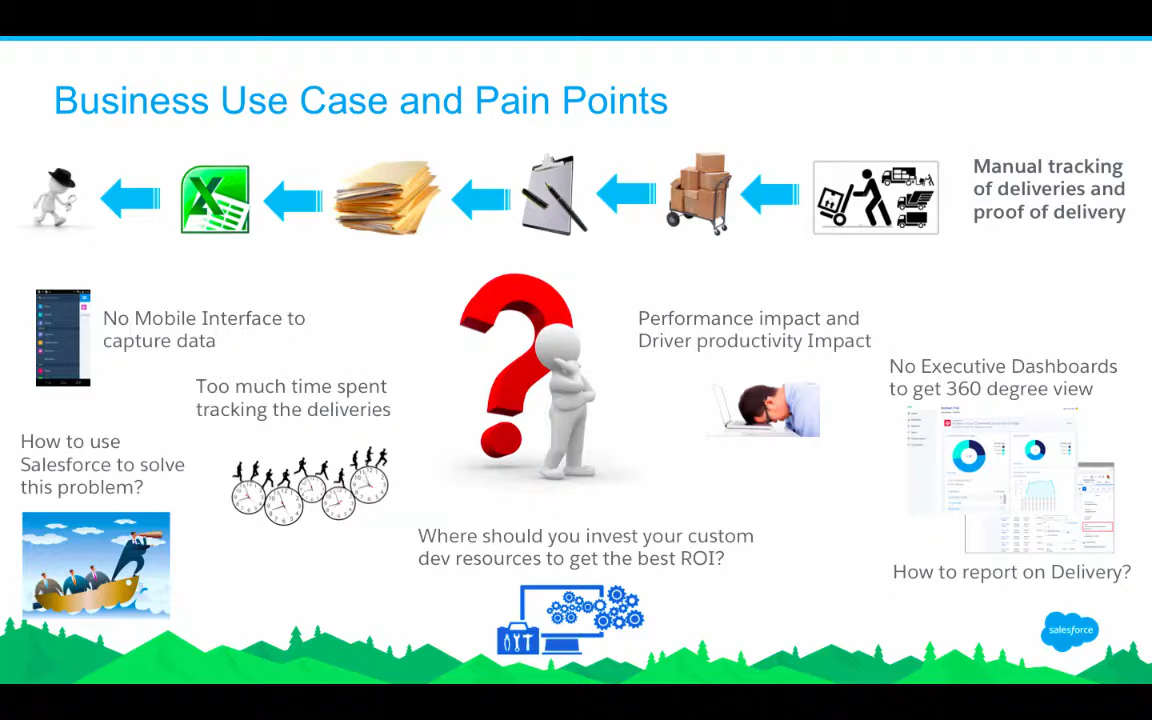 Business Use Case and Pain Points
Manual tracking
of deliveries and
proof of delivery
No Mobile Interface to
capture data
Too much time spent
tracking the deliveries
How to use
Salesforce to solve
this problem?
Performance impact and
Driver productivity Impact
No Executive Dashboards
to get 360 degree view
Where should you invest your custom
dev resources to get the best ROI?
How to report on Delivery?
salesforce